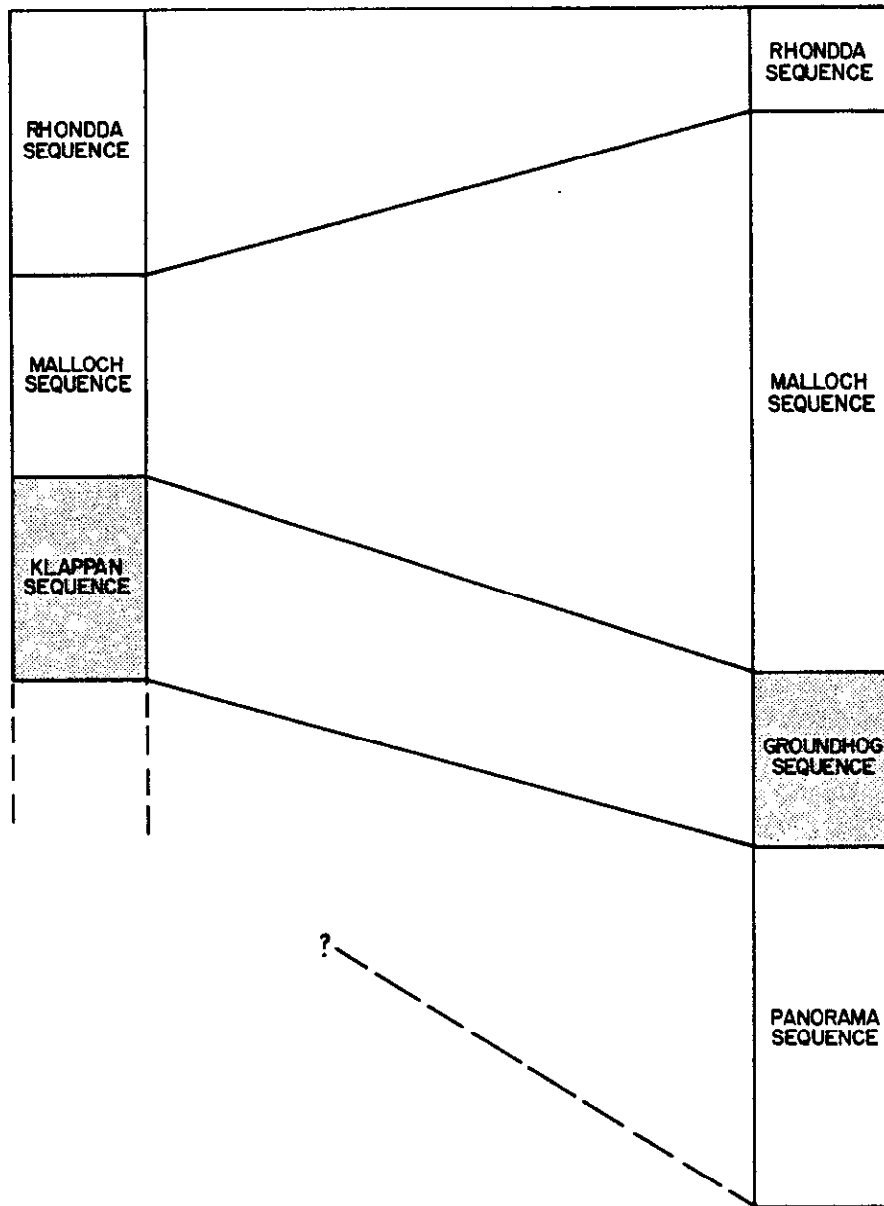 RHONDDA
SEQUENCE
MALLOCH
SEQUENCE
KLAPPAN
SEQUENCE
?
RHONDDA
SEQUENCE
MALLOCH
SEQUENCE
GROUNDHOG
SEQUENCE
PANORAMA
SEQUENCE